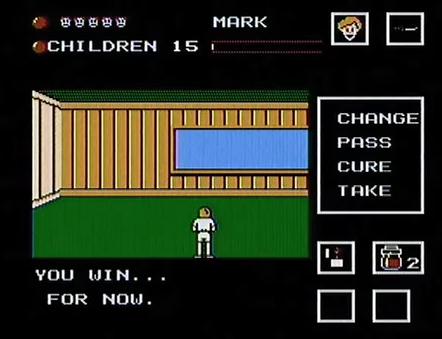 MARK
CHILDREN 15
CHANGE
PASS
CURE
TAKE
2
YOU WIN...
FOR NOW.